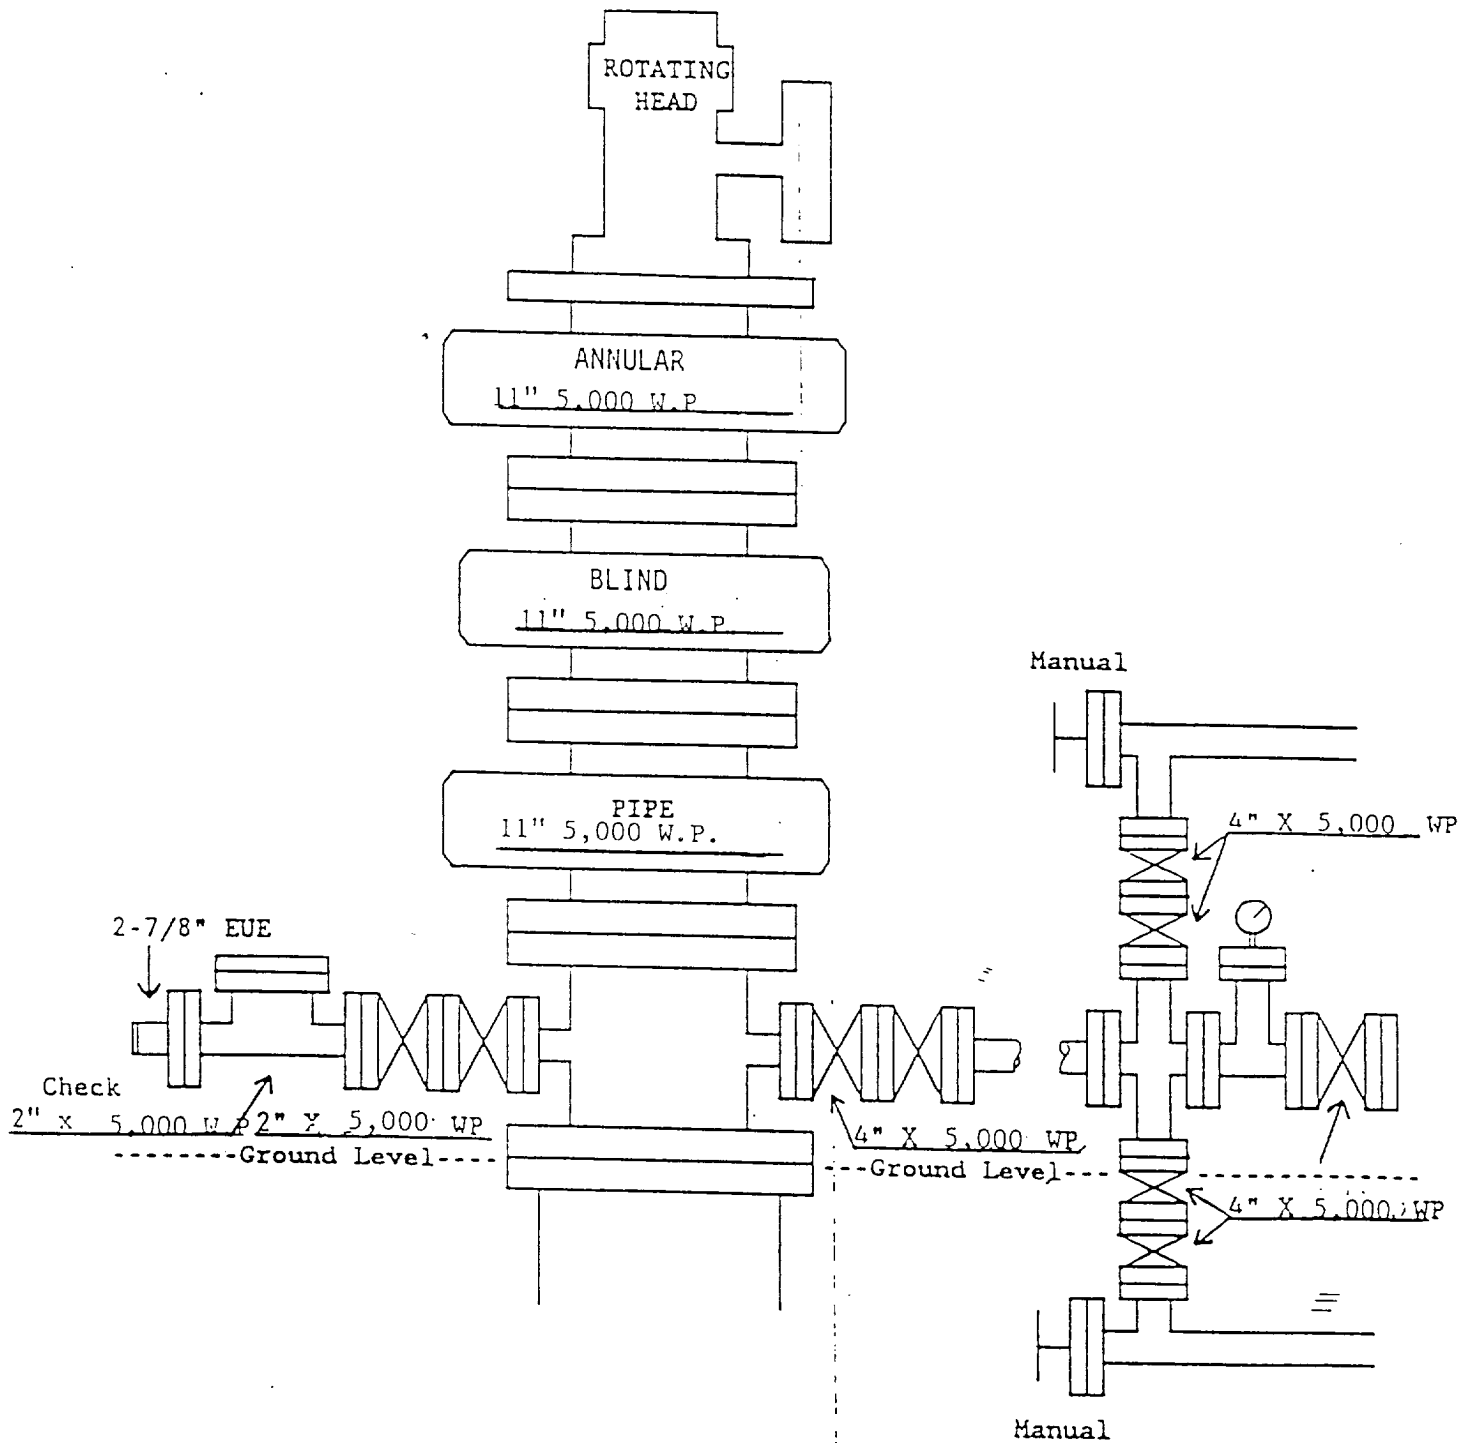 ROTATING
HEAD
ANNULAR
11" 5,000 W.P
BLIND
11" 5,000 W.P.
PIPE
11" 5,000 W.P.
Manual
4" X 5,000 WP
2-7/8" EUE
Check
2" x 5,000 W.P
2" X 5,000 WP
4" X 5,000 WP
Ground Level
Ground Level
4" X 5,000 WP
Manual